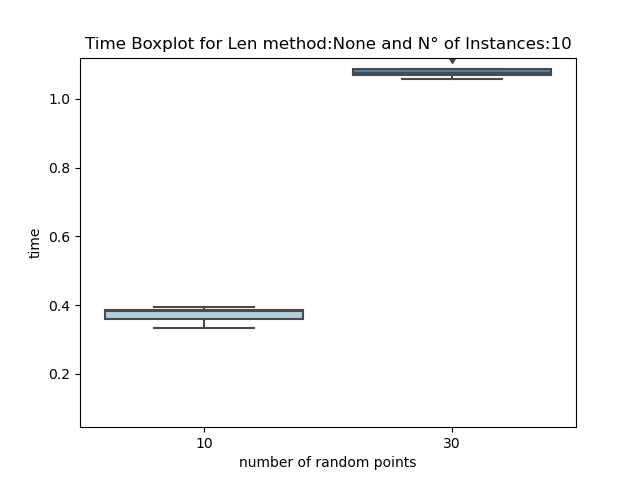 Time Boxplot for Len method:None and N° of Instances:10
1.0
0.8
0.6
0.4
0.2
time
10 30
number of random points